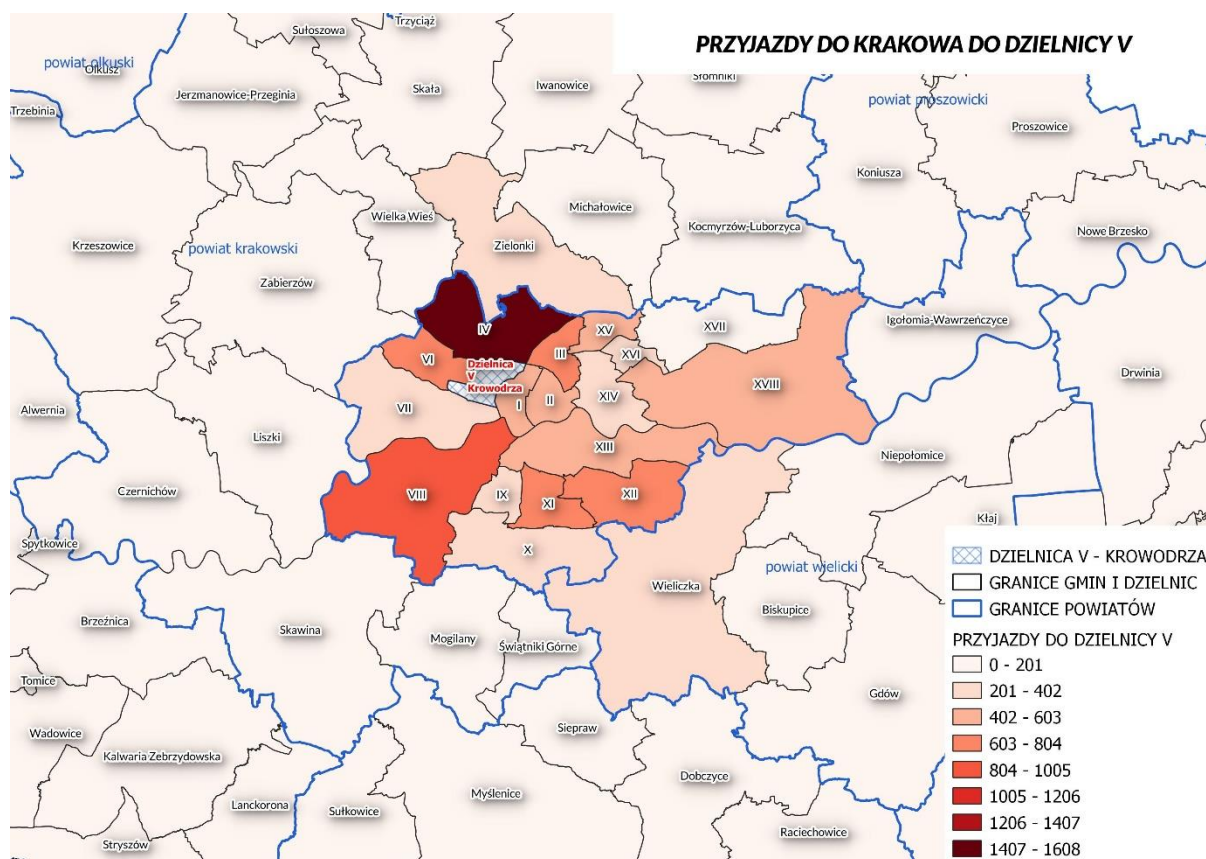 PRZYJAZDY DO KRAKOWA DO DZIELNICY V
Trzyciąż
Sułoszowa
powiat olkuski
Olkusz
Jerzmanowice-Przeginia
Skała
Iwanowice
Słomniki
powiat proszowicki
Trzebinia
Proszowice
Koniusza
Michałowice
Wielka Wieś
Kocmyrzów-Luborzyca
Nowe Brzesko
Krzeszowice
powiat krakowski
Zielonki
Zabierzów
Igołomia-Wawrzeńczyce
IV
XV
XVII
VI
III
XVI
Dzielnica
V
Krowodrza
XVIII
Drwinia
Alwernia
VII
I
II
XIV
Liszki
XIII
Niepołomice
Czernichów
VIII
IX
XI
XII
Kłaj
Spytkowice
X
Wieliczka
powiat wielicki
Biskupice
Brzeźnica
Skawina
Mogilany
Świątniki Górne
Tomice
Gdów
Wadowice
Siepraw
Kalwaria Zebrzydowska
Dobczyce
Lanckorona
Sułkowice
Myślenice
Raciechowice
Stryszów
DZIELNICA V - KROWODRZA
GRANICE GMIN I DZIELNIC
GRANICE POWIATÓW
PRZYJAZDY DO DZIELNICY V
0 - 201
201 - 402
402 - 603
603 - 804
804 - 1005
1005 - 1206
1206 - 1407
1407 - 1608